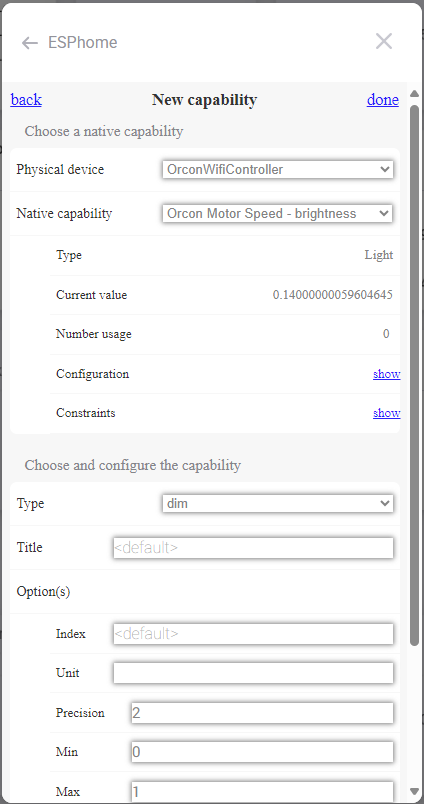 ESPhome
back New capability done
Choose a native capability
Physical device OrconWifiController
Native capability Orcon Motor Speed - brightness
Type Light
Current value 0.14000000059604645
Number usage 0
Configuration show
Constraints show
Choose and configure the capability
Type dim
Title <default>
Option(s)
Index <default>
Unit
Precision 2
Min 0
Max 1